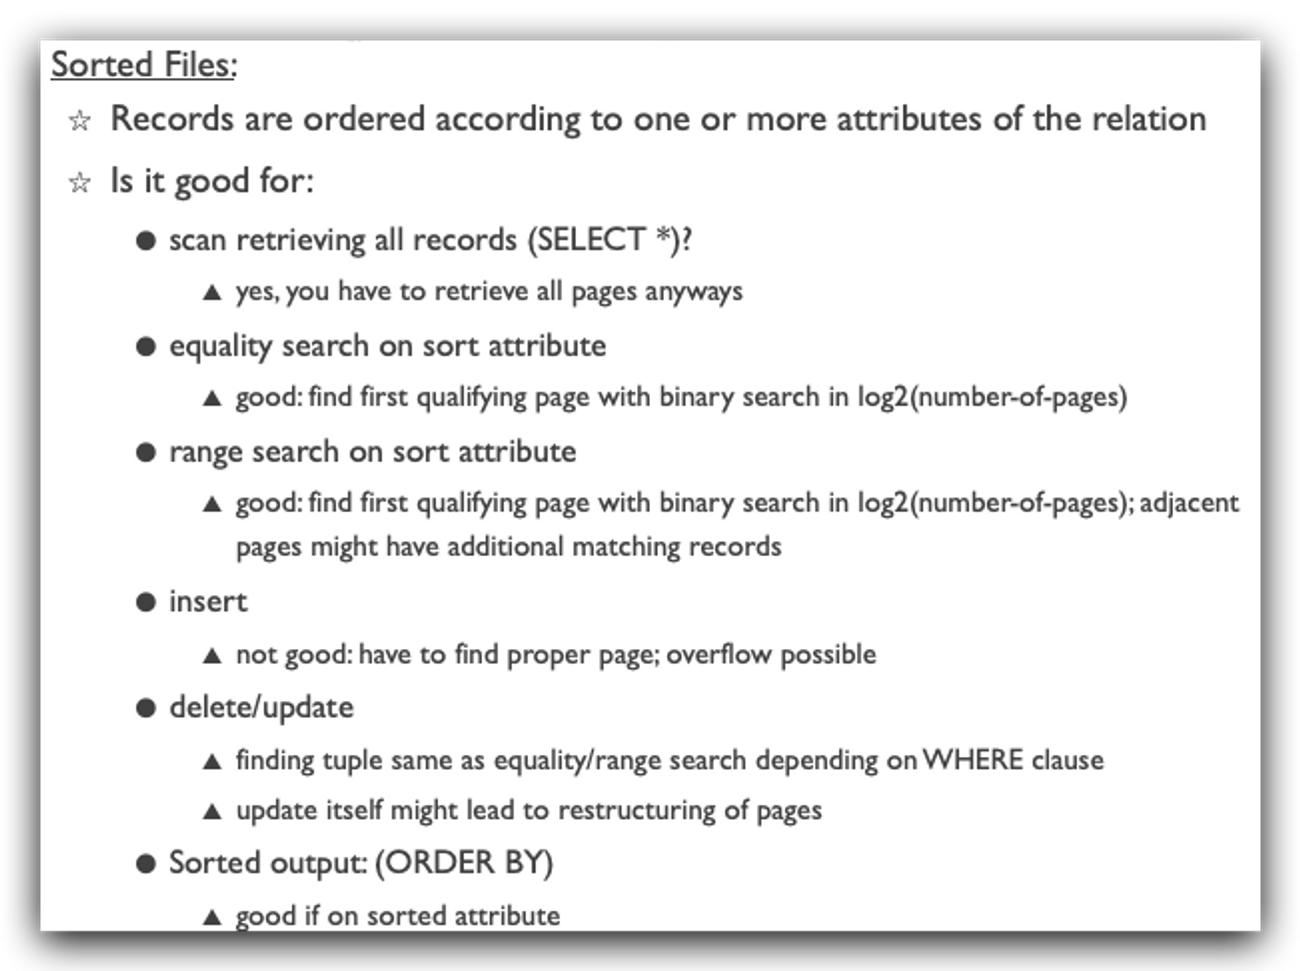 Sorted Files:
☆ Records are ordered according to one or more attributes of the relation
☆ Is it good for:
● scan retrieving all records (SELECT *)?
▲ yes, you have to retrieve all pages anyways
● equality search on sort attribute
▲ good: find first qualifying page with binary search in log2(number-of-pages)
● range search on sort attribute
▲ good: find first qualifying page with binary search in log2(number-of-pages); adjacent
pages might have additional matching records
● insert
▲ not good: have to find proper page; overflow possible
● delete/update
▲ finding tuple same as equality/range search depending on WHERE clause
▲ update itself might lead to restructuring of pages
● Sorted output: (ORDER BY)
▲ good if on sorted attribute